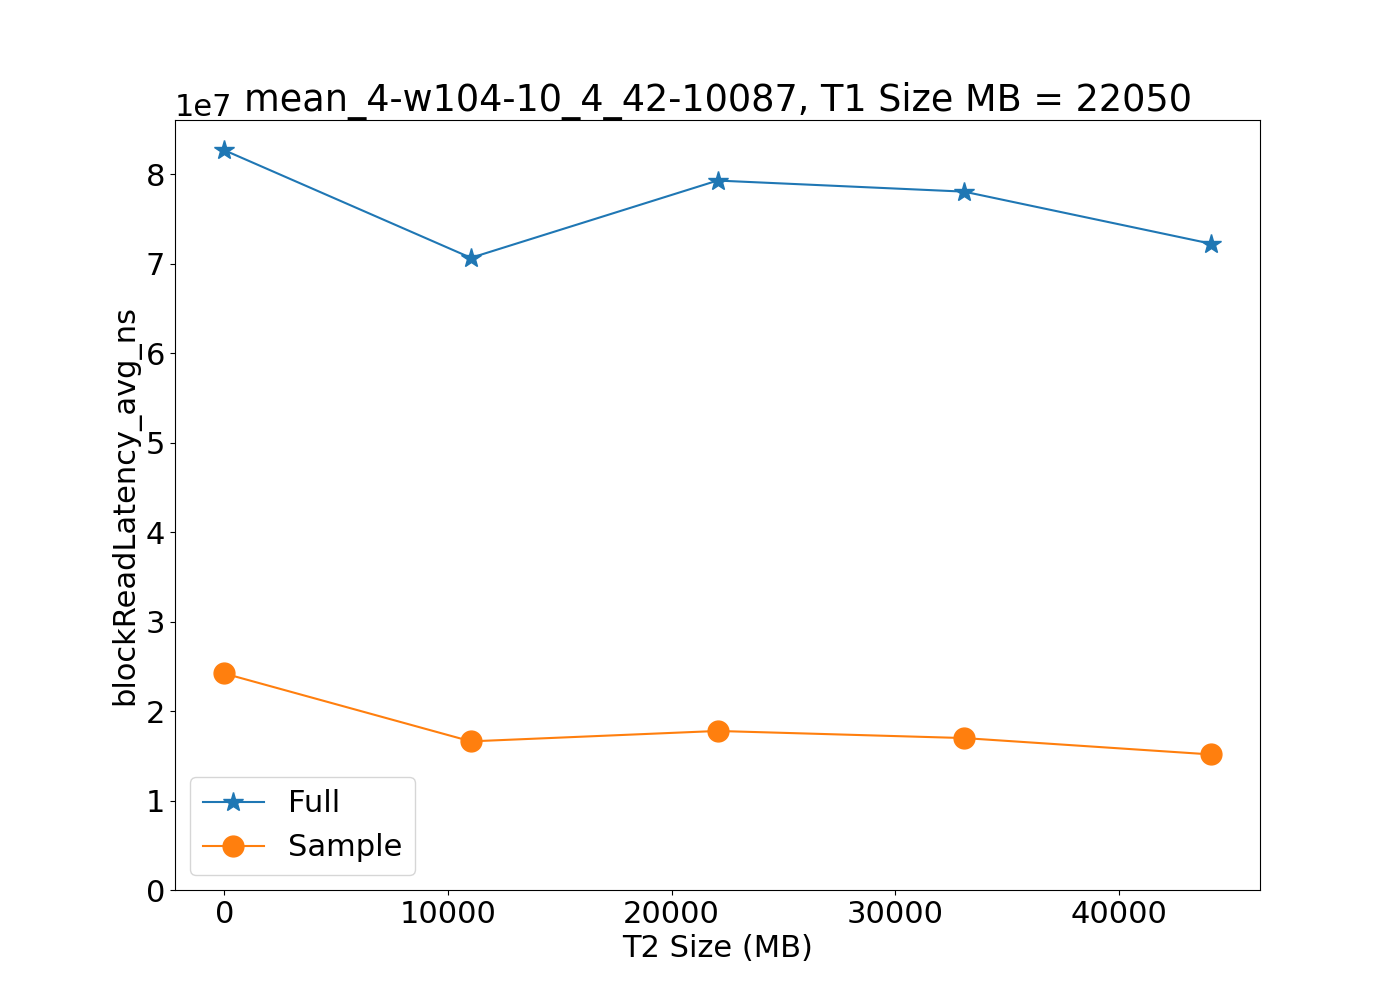 1e7 mean_4-w104-10_4_42-10087, T1 Size MB = 22050
blockReadLatency_avg_ns
8
7
6
5
4
3
2
1
0
Full
Sample
0 10000 20000 30000 40000
T2 Size (MB)